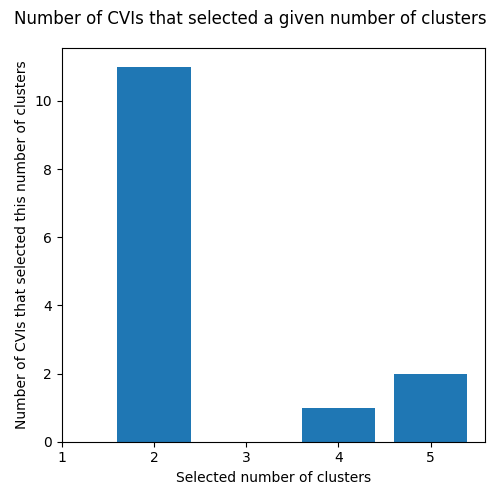 Number of CVIs that selected a given number of clusters
Number of CVIs that selected this number of clusters
10
8
6
4
2
0
1 2 3 4 5
Selected number of clusters